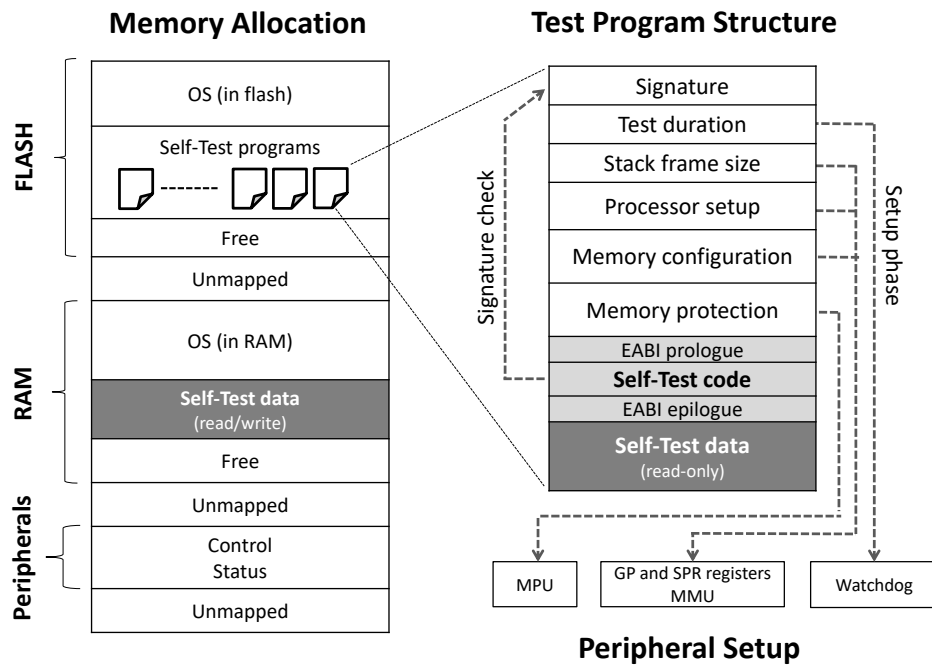 Memory Allocation
FLASH
OS (in flash)
Self-Test programs
Free
Unmapped
RAM
OS (in RAM)
Self-Test data
(read/write)
Free
Unmapped
Peripherals
Control
Status
Unmapped
Test Program Structure
Signature
Test duration
Stack frame size
Processor setup
Memory configuration
Memory protection
EABI prologue
Self-Test code
EABI epilogue
Self-Test data
(read-only)
Signature check
Setup phase
MPU
GP and SPR registers
MMU
Watchdog
Peripheral Setup